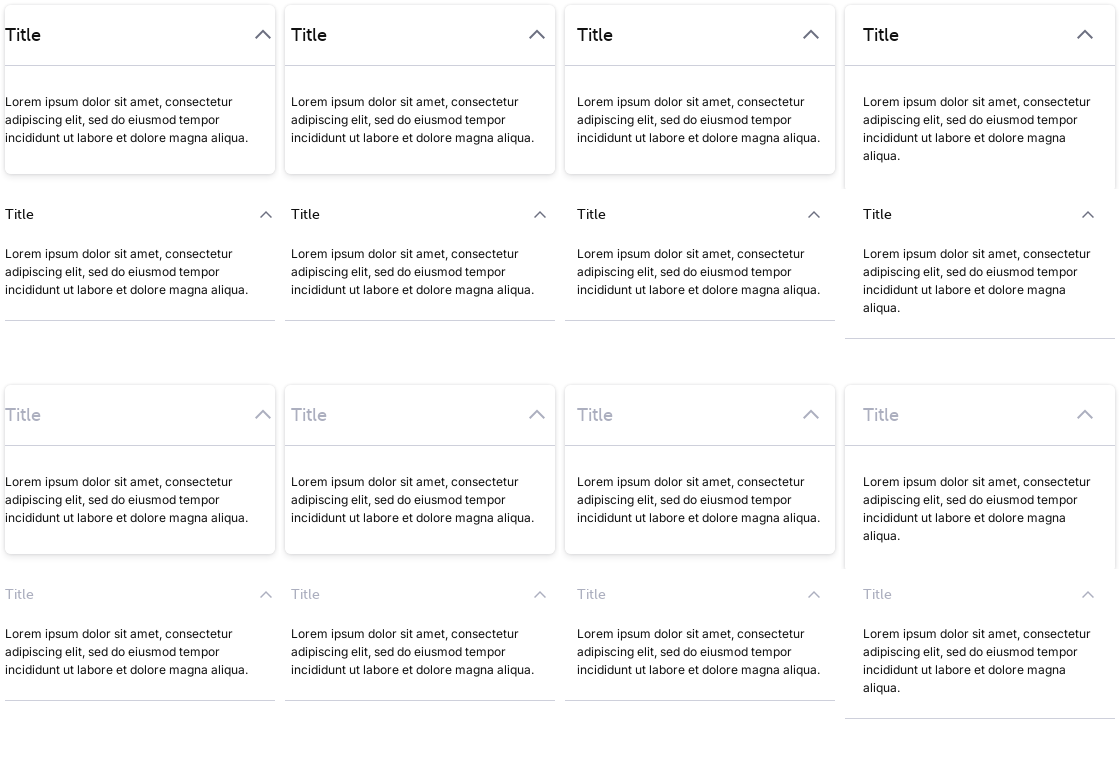 Title
Title
Title
Title
Lorem ipsum dolor sit amet, consectetur
adipiscing elit, sed do eiusmod tempor
incididunt ut labore et dolore magna aliqua.
Lorem ipsum dolor sit amet, consectetur
adipiscing elit, sed do eiusmod tempor
incididunt ut labore et dolore magna aliqua.
Lorem ipsum dolor sit amet, consectetur
adipiscing elit, sed do eiusmod tempor
incididunt ut labore et dolore magna aliqua.
Lorem ipsum dolor sit amet, consectetur
adipiscing elit, sed do eiusmod tempor
incididunt ut labore et dolore magna
aliqua.
Title
Title
Title
Title
Lorem ipsum dolor sit amet, consectetur
adipiscing elit, sed do eiusmod tempor
incididunt ut labore et dolore magna aliqua.
Lorem ipsum dolor sit amet, consectetur
adipiscing elit, sed do eiusmod tempor
incididunt ut labore et dolore magna aliqua.
Lorem ipsum dolor sit amet, consectetur
adipiscing elit, sed do eiusmod tempor
incididunt ut labore et dolore magna aliqua.
Lorem ipsum dolor sit amet, consectetur
adipiscing elit, sed do eiusmod tempor
incididunt ut labore et dolore magna
aliqua.
Title
Title
Title
Title
Lorem ipsum dolor sit amet, consectetur
adipiscing elit, sed do eiusmod tempor
incididunt ut labore et dolore magna aliqua.
Lorem ipsum dolor sit amet, consectetur
adipiscing elit, sed do eiusmod tempor
incididunt ut labore et dolore magna aliqua.
Lorem ipsum dolor sit amet, consectetur
adipiscing elit, sed do eiusmod tempor
incididunt ut labore et dolore magna aliqua.
Lorem ipsum dolor sit amet, consectetur
adipiscing elit, sed do eiusmod tempor
incididunt ut labore et dolore magna
aliqua.
Title
Title
Title
Title
Lorem ipsum dolor sit amet, consectetur
adipiscing elit, sed do eiusmod tempor
incididunt ut labore et dolore magna aliqua.
Lorem ipsum dolor sit amet, consectetur
adipiscing elit, sed do eiusmod tempor
incididunt ut labore et dolore magna aliqua.
Lorem ipsum dolor sit amet, consectetur
adipiscing elit, sed do eiusmod tempor
incididunt ut labore et dolore magna aliqua.
Lorem ipsum dolor sit amet, consectetur
adipiscing elit, sed do eiusmod tempor
incididunt ut labore et dolore magna
aliqua.